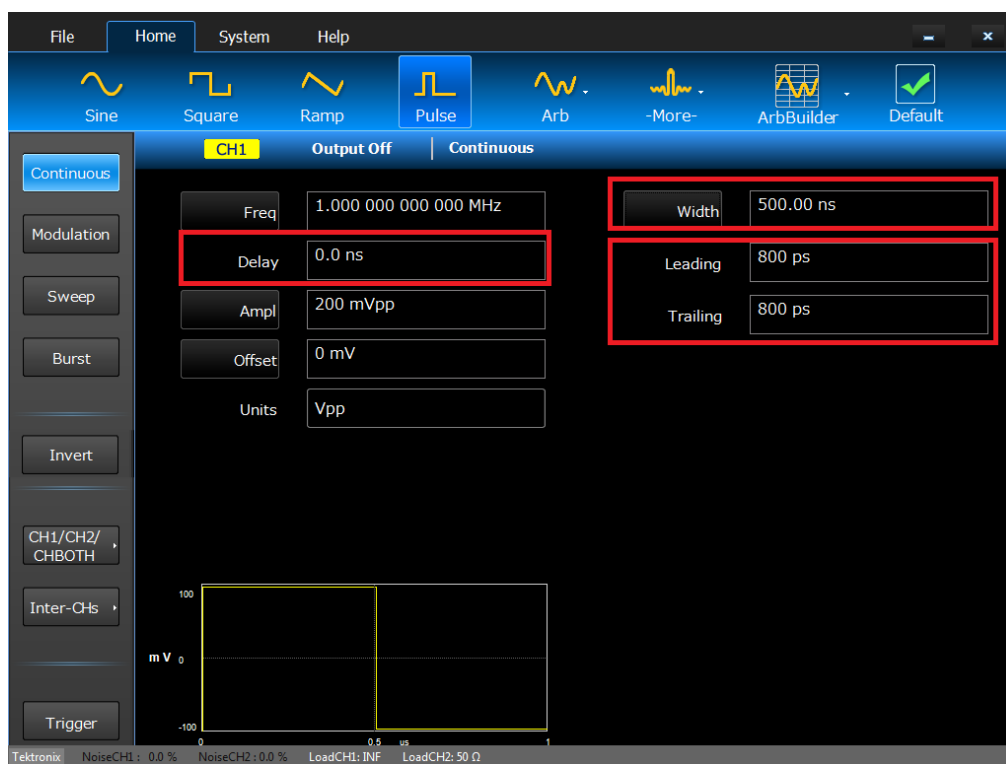 File Home System Help
Sine Square Ramp Pulse Arb -More- ArbBuilder Default
CH1 Output Off Continuous
Continuous
Modulation
Sweep
Burst
Invert
CH1/CH2/
CHBOTH
Inter-CHs
Trigger
Freq 1.000 000 000 000 MHz
Delay 0.0 ns
Ampl 200 mVpp
Offset 0 mV
Units Vpp
Width 500.00 ns
Leading 800 ps
Trailing 800 ps
100
mV 0
-100
0 0.5 us 1
Tektronix NoiseCH1 : 0.0 % NoiseCH2 : 0.0 % LoadCH1: INF LoadCH2: 50 Ω